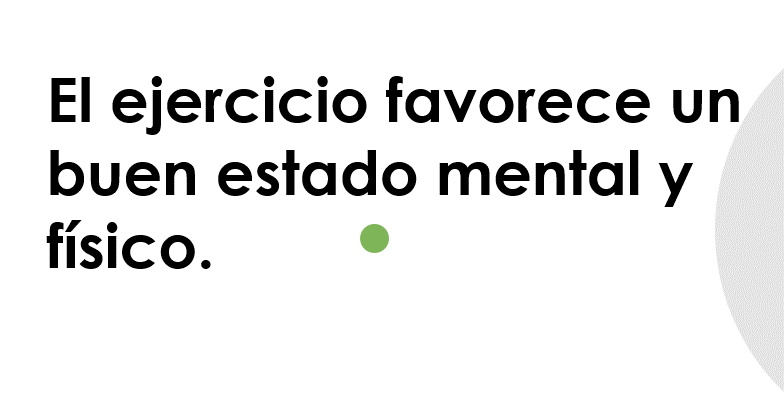 El ejercicio favorece un
buen estado mental y
físico.